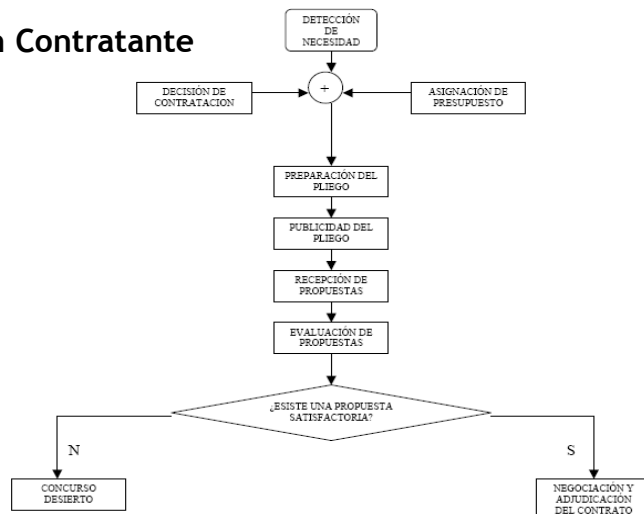 n Contratante
DETECCIÓN
DE
NECESIDAD
DECISIÓN DE
CONTRATACION
+
ASIGNACIÓN DE
PRESUPUESTO
PREPARACIÓN DEL
PLIEGO
PUBLICIDAD DEL
PLIEGO
RECEPCIÓN DE
PROPUESTAS
EVALUACIÓN DE
PROPUESTAS
¿ESISTE UNA PROPUESTA
SATISFACTORIA?
N
S
CONCURSO
DESIERTO
NEGOCIACIÓN Y
ADJUDICACIÓN
DEL CONTRATO